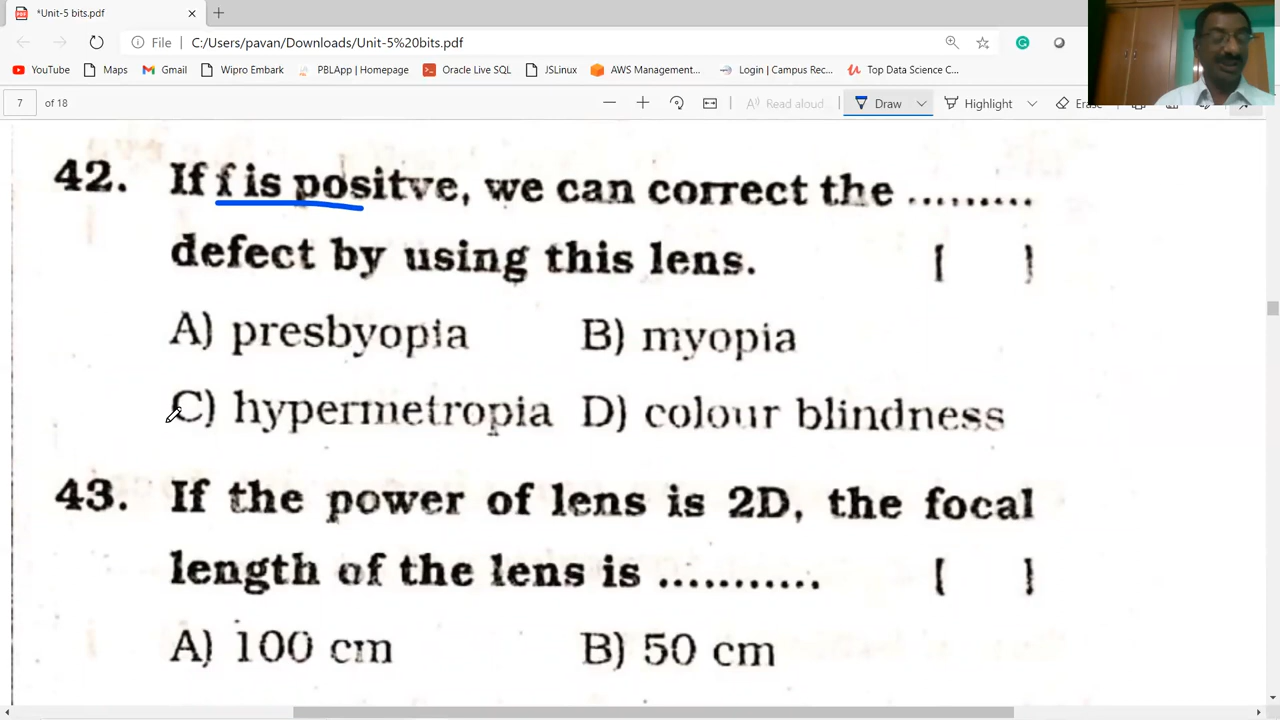 *Unit-5 bits.pdf
File C:/Users/pavan/Downloads/Unit-5%20bits.pdf
YouTube Maps Gmail Wipro Embark PBLApp | Homepage Oracle Live SQL JSLinux AWS Management... Login | Campus Rec... Top Data Science C...
7 of 18 Read aloud Draw Highlight Erase
42. If f is positve, we can correct the .........
defect by using this lens. [ ]
A) presbyopia B) myopia
C) hypermetropia D) colour blindness
43. If the power of lens is 2D, the focal
length of the lens is ........... [ ]
A) 100 cm B) 50 cm